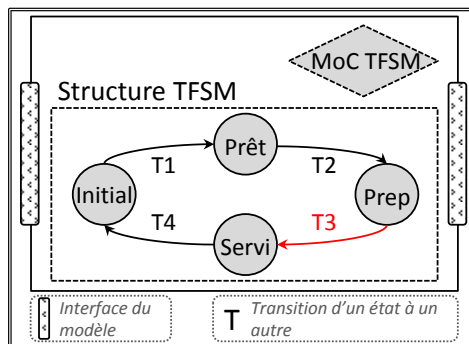 MoC TFSM
Structure TFSM
Prêt
T1
T2
Initial
Prep
T4
T3
Servi
Interface du
modèle
T
Transition d'un état à un
autre